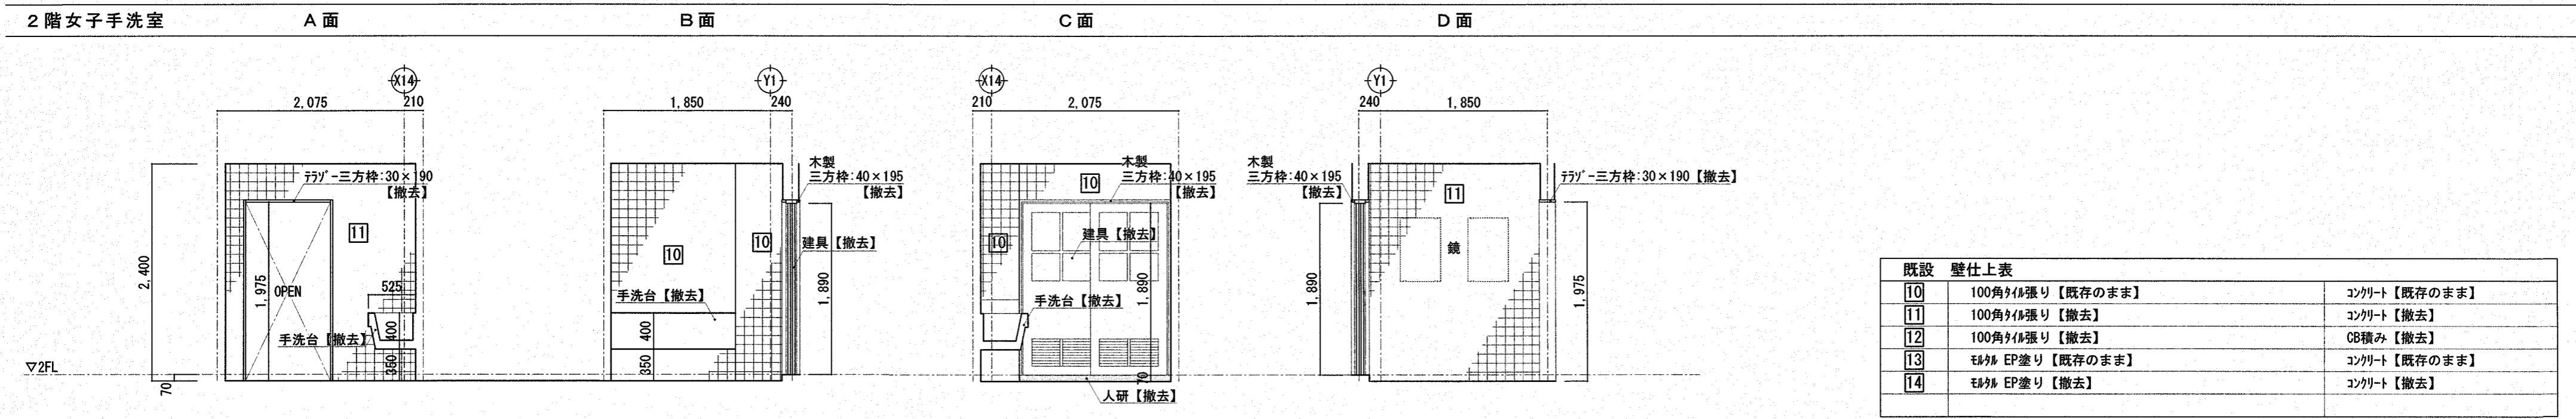 ２階女子手洗室 A面 B面 C面 D面
X14
2,075 210
2,400
ﾃﾗｿﾞｰ三方枠:30×190
【撤去】
11
1,975
OPEN
525
400
手洗台【撤去】
350
▽2FL
70
Y1
1,850 240
木製
三方枠:40×195
【撤去】
10
10
建具【撤去】
1,890
手洗台【撤去】
400
350
X14
210 2,075
木製
三方枠:40×195
【撤去】
10
10
建具【撤去】
1,890
手洗台【撤去】
70
人研【撤去】
Y1
240 1,850
木製
三方枠:40×195
【撤去】
ﾃﾗｿﾞｰ三方枠:30×190【撤去】
11
鏡
1,890
1,975
既設 壁仕上表
10 100角ﾀｲﾙ張り【既存のまま】 ｺﾝｸﾘｰﾄ【既存のまま】
11 100角ﾀｲﾙ張り【撤去】 ｺﾝｸﾘｰﾄ【撤去】
12 100角ﾀｲﾙ張り【撤去】 CB積み【撤去】
13 ﾓﾙﾀﾙ EP塗り【既存のまま】 ｺﾝｸﾘｰﾄ【既存のまま】
14 ﾓﾙﾀﾙ EP塗り【撤去】 ｺﾝｸﾘｰﾄ【撤去】